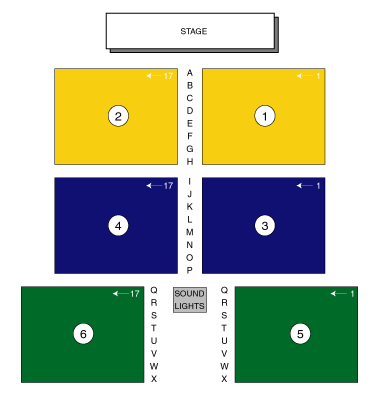 STAGE
← 17
A
← 1
B
C
2
D
1
E
F
G
H
← 17
I
← 1
J
K
4
L
3
M
N
O
P
← 17
Q
SOUND
LIGHTS
Q
← 1
R
R
S
S
6
T
T
5
U
U
V
V
W
W
X
X